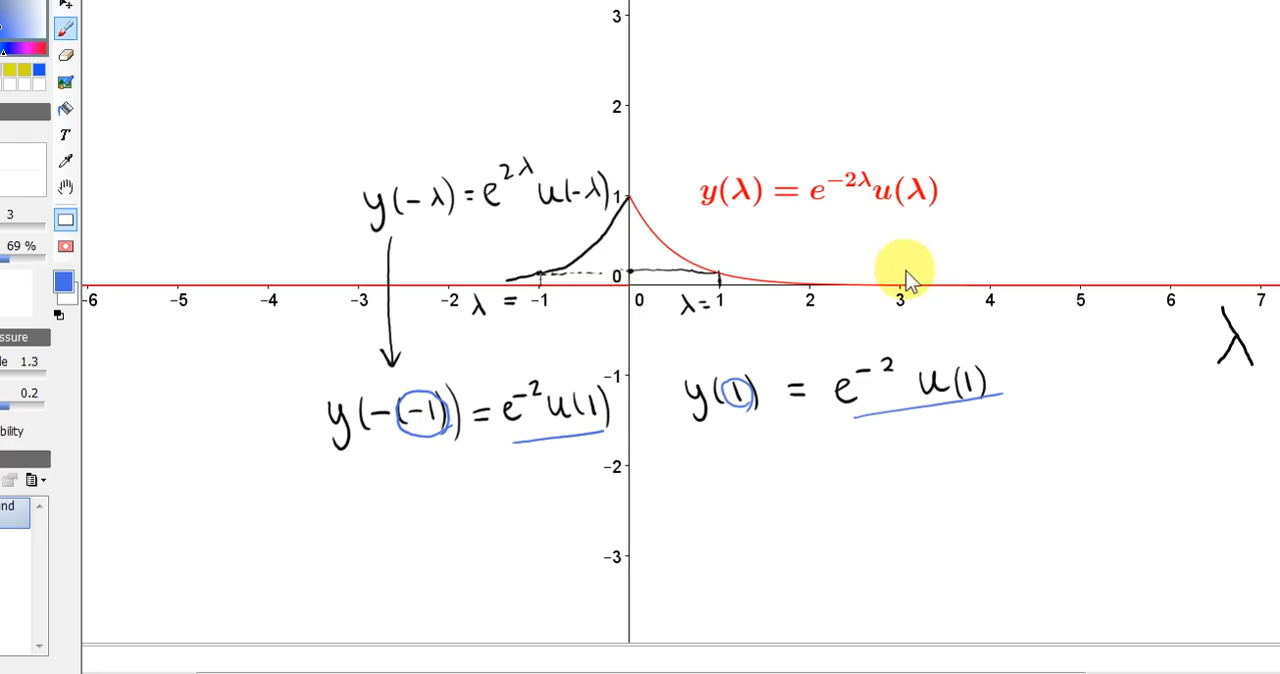 3
2
y(-λ) = e^{2λ} u(-λ)
1
y(λ) = e^{-2λ}u(λ)
3
69 %
0
-6 -5 -4 -3 -2 -1 0 1 2 3 4 5 6 7
λ = λ =
λ
ssure
le 1.3
0.2
bility
-1
y(-(-1)) = e^{-2} u(1)
y(1) = e^{-2} u(1)
-2
nd
-3
T